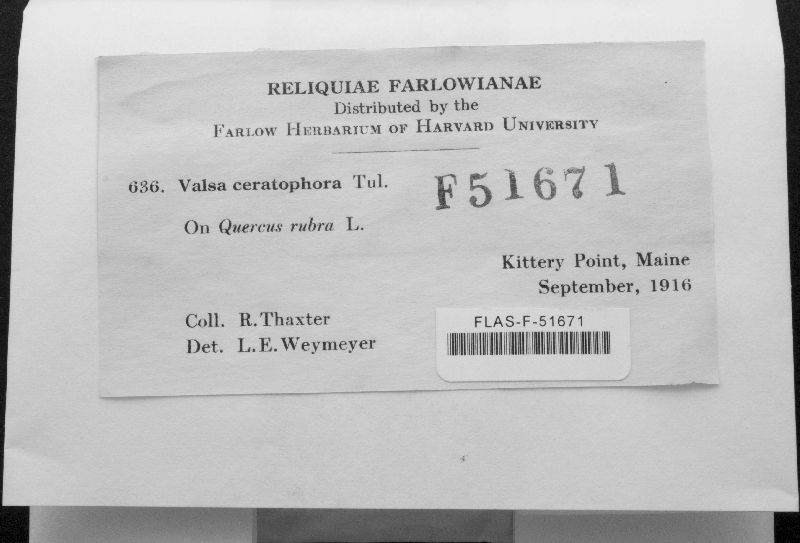 RELIQUIAE FARLOWIANAE
Distributed by the
FARLOW HERBARIUM OF HARVARD UNIVERSITY
636. Valsa ceratophora Tul.
F51671
On Quercus rubra L.
Kittery Point, Maine
September, 1916
Coll. R. Thaxter
Det. L. E. Weymeyer
FLAS-F-51671